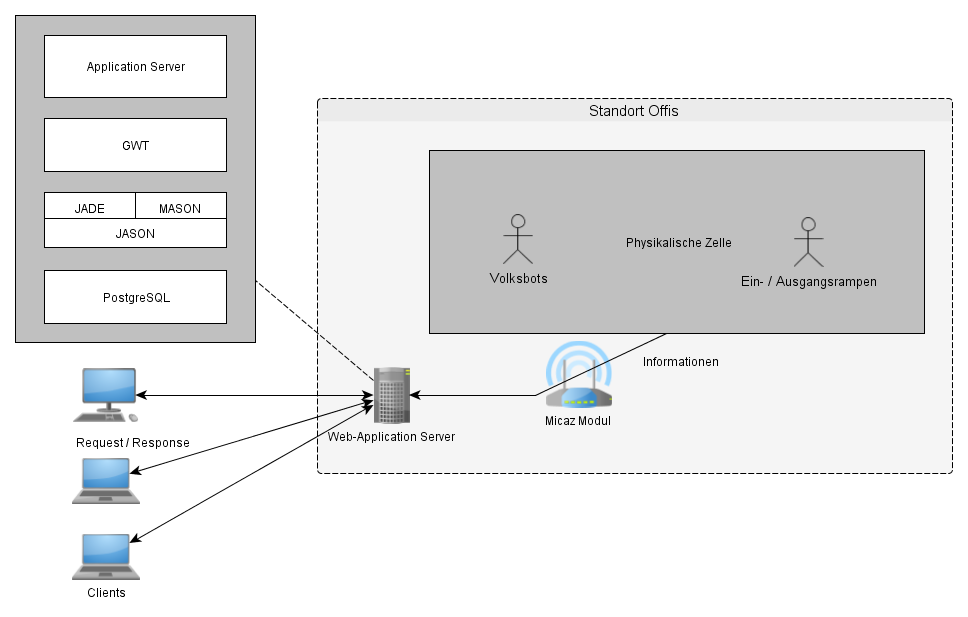 Application Server
GWT
JADE
MASON
JASON
PostgreSQL
Standort Offis
Physikalische Zelle
Volksbots
Ein- / Ausgangsrampen
Informationen
Micaz Modul
Web-Application Server
Request / Response
Clients